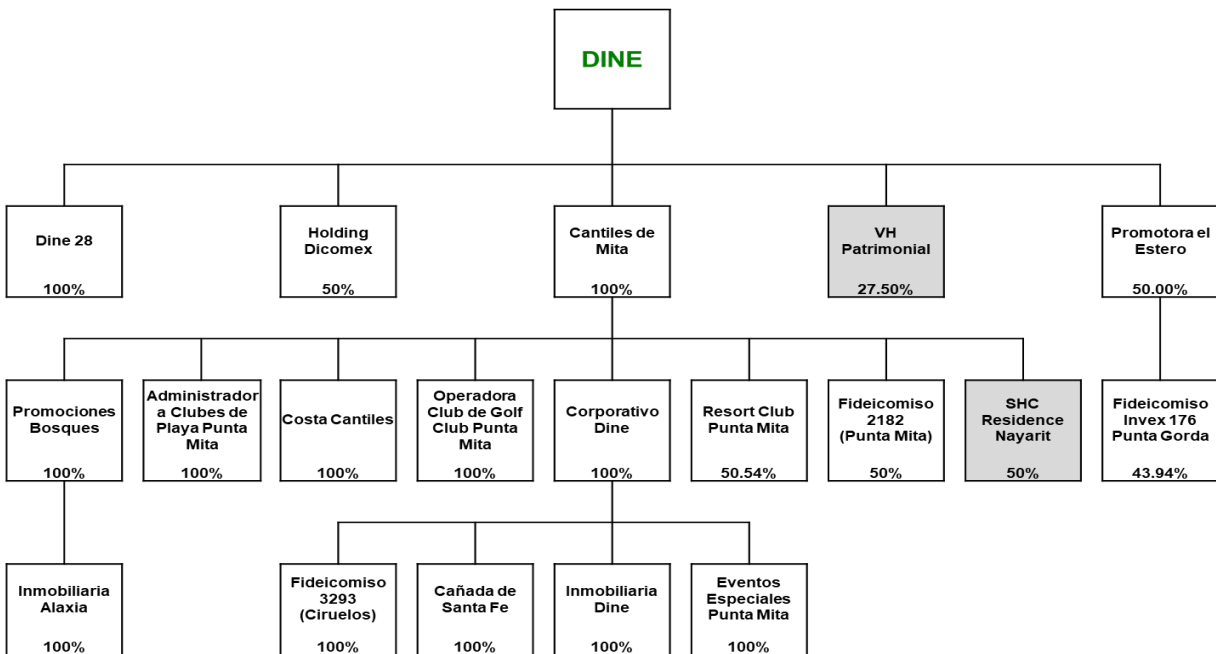 DINE
Dine 28
100%
Holding
Dicomex
50%
Cantiles de
Mita
100%
VH
Patrimonial
27.50%
Promotora el
Estero
50.00%
Promociones
Bosques
100%
Administrador
a Clubes de
Playa Punta
Mita
100%
Costa Cantiles
100%
Operadora
Club de Golf
Club Punta
Mita
100%
Corporativo
Dine
100%
Resort Club
Punta Mita
50.54%
Fideicomiso
2182
(Punta Mita)
50%
SHC
Residence
Nayarit
50%
Fideicomiso
Invex 176
Punta Gorda
43.94%
Inmobiliaria
Alaxia
100%
Fideicomiso
3293
(Ciruelos)
100%
Cañada de
Santa Fe
100%
Inmobiliaria
Dine
100%
Eventos
Especiales
Punta Mita
100%